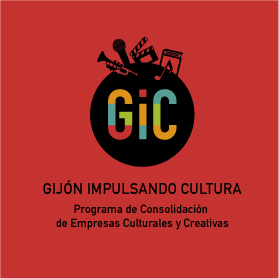 GiC
GIJÓN IMPULSANDO CULTURA
Programa de Consolidación
de Empresas Culturales y Creativas